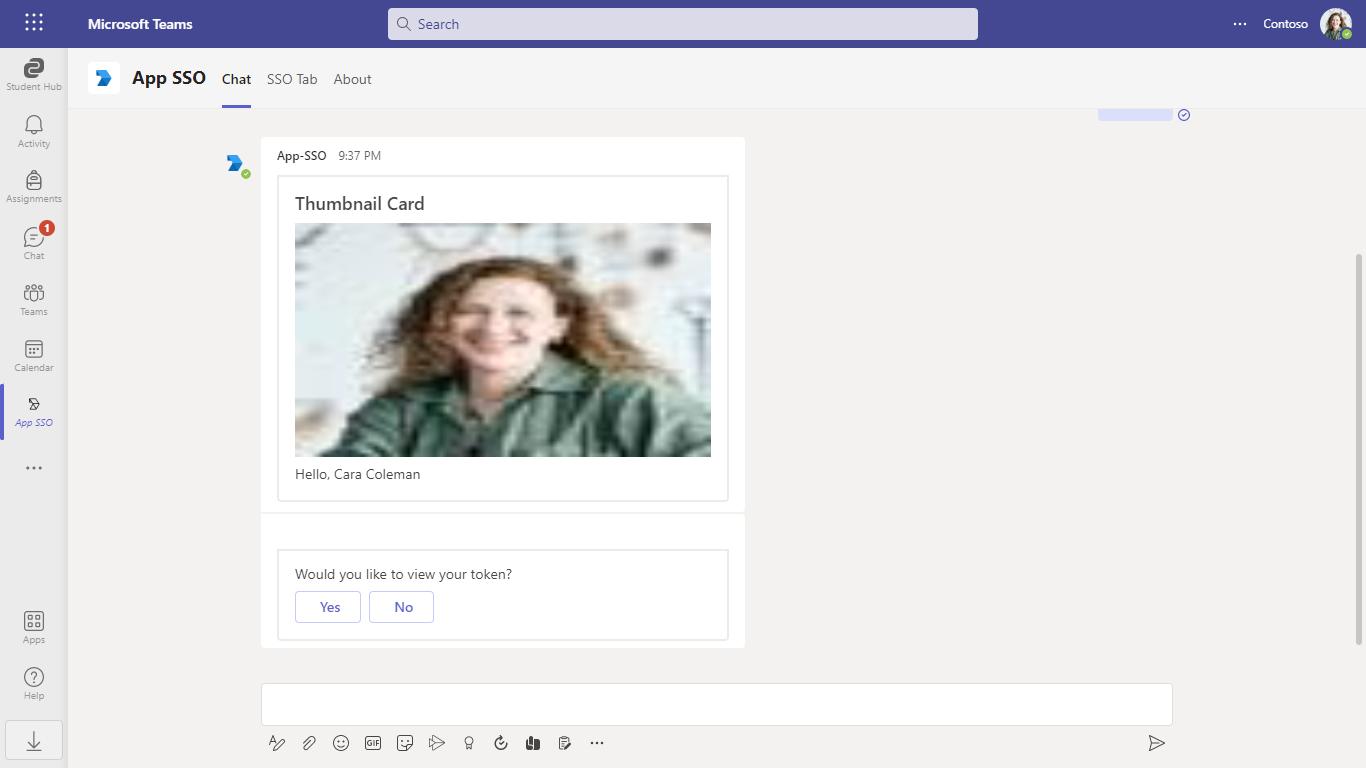 Microsoft Teams
Search
Contoso
Student Hub
Activity
Assignments
1
Chat
Teams
Calendar
App SSO
Apps
Help
App SSO
Chat
SSO Tab
About
App-SSO 9:37 PM
Thumbnail Card
Hello, Cara Coleman
Would you like to view your token?
Yes
No
GIF